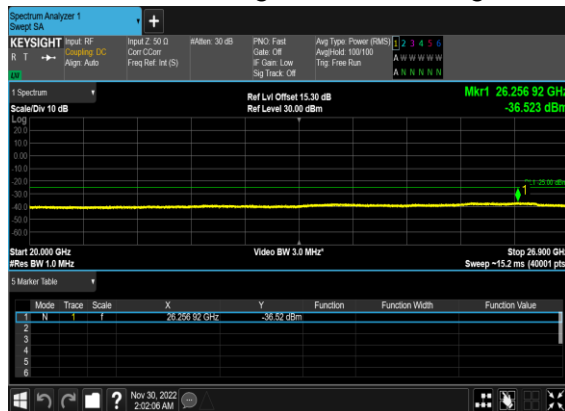 Spectrum Analyzer 1
Swept SA
KEYSIGHT Input: RF Input Z: 50 Ω #Atten: 30 dB PNO: Fast Avg Type: Power (RMS) 1 2 3 4 5 6
R T Coupling: DC Corr CCorr Gate: Off Avg|Hold: 100/100 A W W W W W
Align: Auto Freq Ref: Int (S) IF Gain: Low Trig: Free Run
LW Sig Track: Off A N N N N N
1 Spectrum Ref Lvl Offset 15.30 dB Mkr1 26.256 92 GHz
Scale/Div 10 dB Ref Level 30.00 dBm -36.523 dBm
Log
20.0
10.0
0.00
-10.0
-20.0
DL1 -25.00 dBm
-30.0
1
-40.0
-50.0
-60.0
Start 20.000 GHz Video BW 3.0 MHz* Stop 26.900 GHz
#Res BW 1.0 MHz Sweep ~15.2 ms (40001 pts)
5 Marker Table
Mode Trace Scale X Y Function Function Width Function Value
1 N 1 f 26.256 92 GHz -36.52 dBm
2
3
4
5
6
? Nov 30, 2022
2:02:06 AM